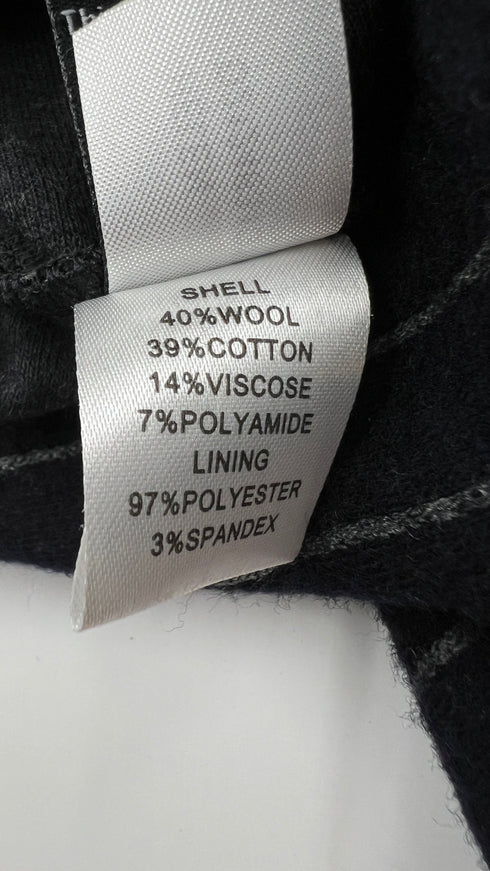 SHELL
40%WOOL
39%COTTON
14%VISCOSE
7%POLYAMIDE
LINING
97%POLYESTER
3%SPANDEX